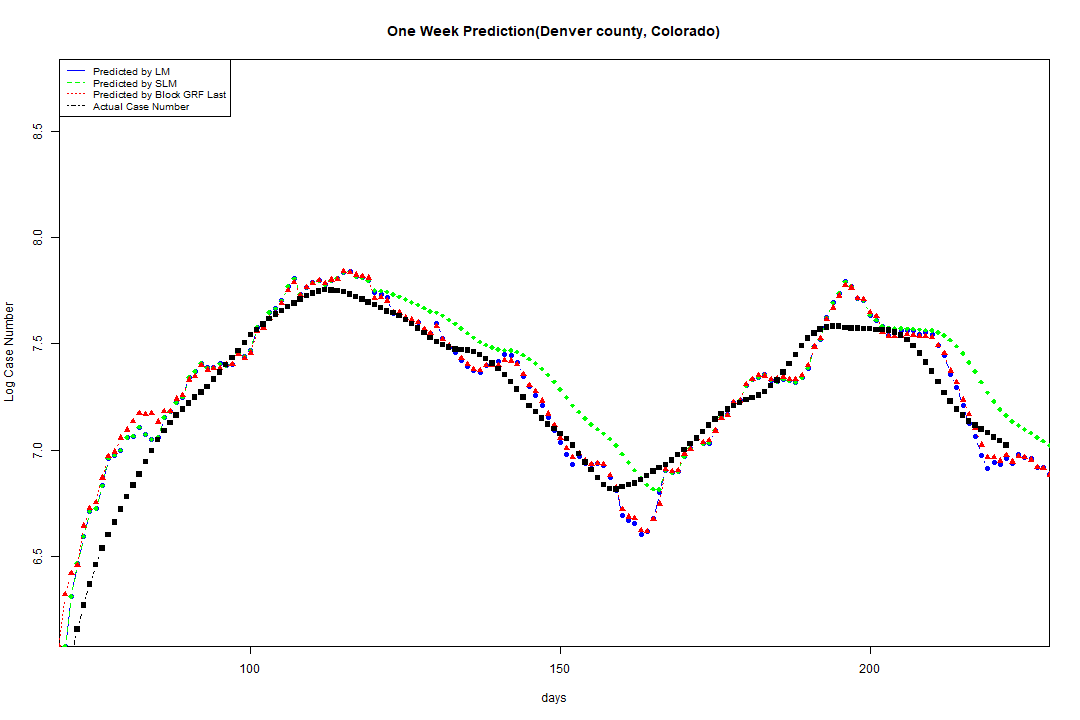 One Week Prediction(Denver county, Colorado)
Predicted by LM
Predicted by SLM
Predicted by Block GRF Last
Actual Case Number
8.5
8.0
7.5
7.0
6.5
Log Case Number
100 150 200
days